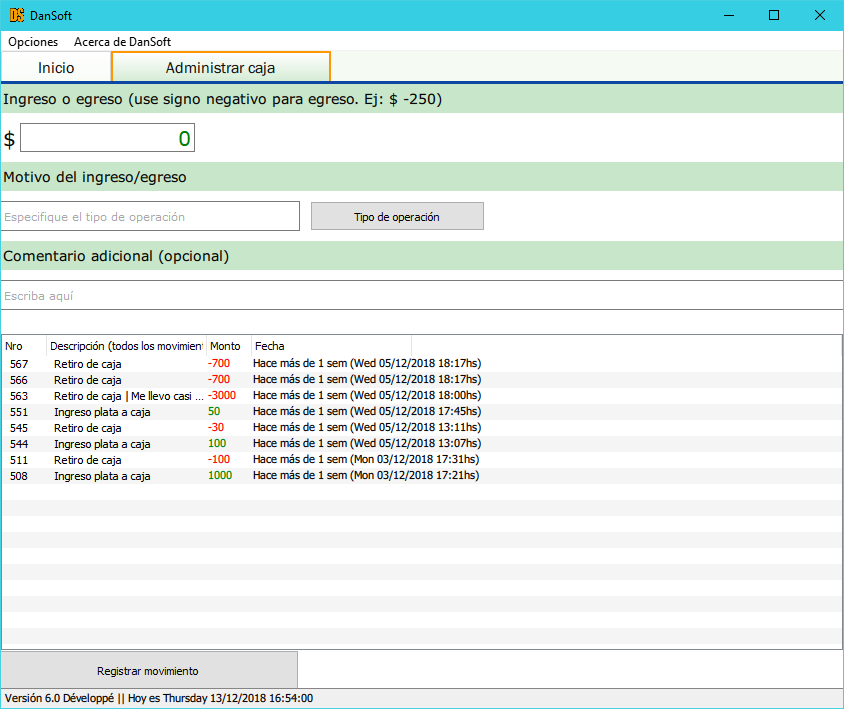 DS DanSoft
Opciones Acerca de DanSoft
Inicio Administrar caja
Ingreso o egreso (use signo negativo para egreso. Ej: $ -250)
$ 0
Motivo del ingreso/egreso
Especifique el tipo de operación Tipo de operación
Comentario adicional (opcional)
Escriba aquí
Nro Descripción (todos los movimien Monto Fecha
567 Retiro de caja -700 Hace más de 1 sem (Wed 05/12/2018 18:17hs)
566 Retiro de caja -700 Hace más de 1 sem (Wed 05/12/2018 18:17hs)
563 Retiro de caja | Me llevo casi ... -3000 Hace más de 1 sem (Wed 05/12/2018 18:00hs)
551 Ingreso plata a caja 50 Hace más de 1 sem (Wed 05/12/2018 17:45hs)
545 Retiro de caja -30 Hace más de 1 sem (Wed 05/12/2018 13:11hs)
544 Ingreso plata a caja 100 Hace más de 1 sem (Wed 05/12/2018 13:07hs)
511 Retiro de caja -100 Hace más de 1 sem (Mon 03/12/2018 17:31hs)
508 Ingreso plata a caja 1000 Hace más de 1 sem (Mon 03/12/2018 17:21hs)
Registrar movimiento
Versión 6.0 Développé || Hoy es Thursday 13/12/2018 16:54:00